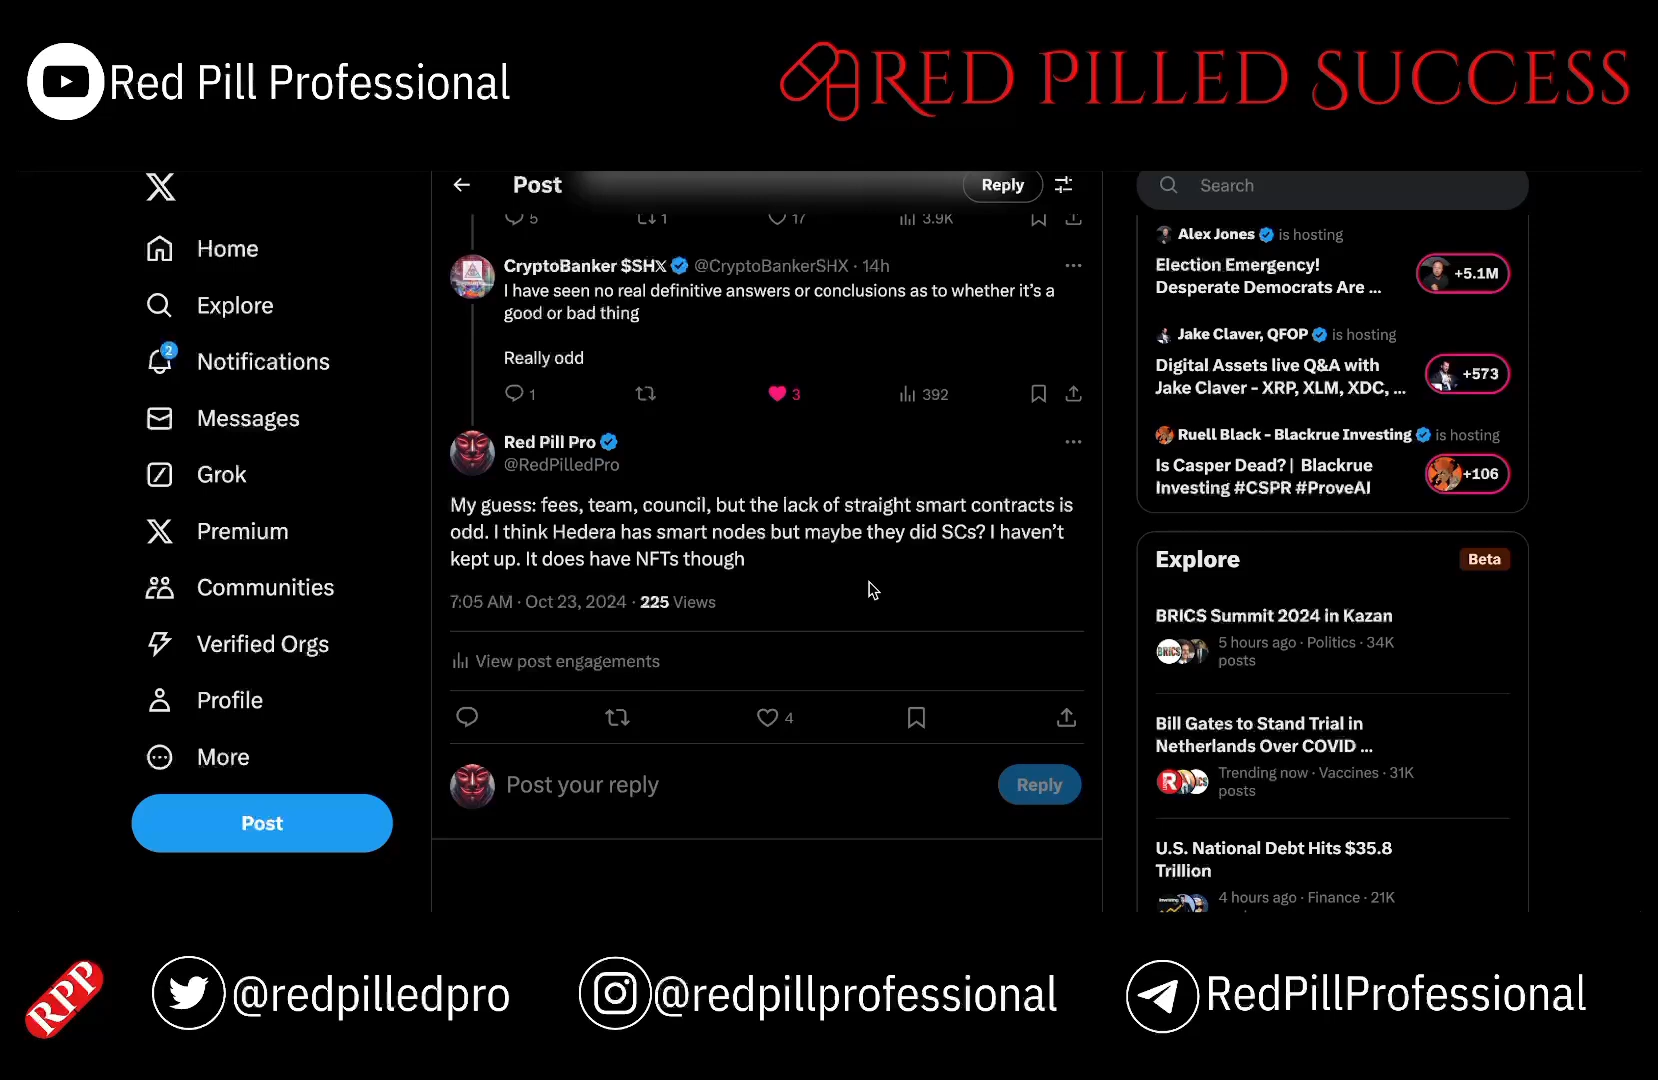 Red Pill Professional
RED PILLED SUCCESS
Home
Explore
Notifications
2
Messages
Grok
Premium
Communities
Verified Orgs
Profile
More
Post
Post
Reply
5
1
17
3.9K
CryptoBanker $SHX @CryptoBankerSHX · 14h
I have seen no real definitive answers or conclusions as to whether it's a
good or bad thing
Really odd
1
3
392
Red Pill Pro
@RedPilledPro
My guess: fees, team, council, but the lack of straight smart contracts is
odd. I think Hedera has smart nodes but maybe they did SCs? I haven't
kept up. It does have NFTs though
7:05 AM · Oct 23, 2024 · 225 Views
View post engagements
4
Post your reply
Reply
Search
Alex Jones is hosting
Election Emergency!
Desperate Democrats Are ...
+5.1M
Jake Claver, QFOP is hosting
Digital Assets live Q&A with
Jake Claver - XRP, XLM, XDC, ...
+573
Ruell Black - Blackrue Investing is hosting
Is Casper Dead? | Blackrue
Investing #CSPR #ProveAI
+106
Explore
Beta
BRICS Summit 2024 in Kazan
5 hours ago · Politics · 34K
posts
Bill Gates to Stand Trial in
Netherlands Over COVID ...
Trending now · Vaccines · 31K
posts
U.S. National Debt Hits $35.8
Trillion
4 hours ago · Finance · 21K
RPP
@redpilledpro
@redpillprofessional
RedPillProfessional